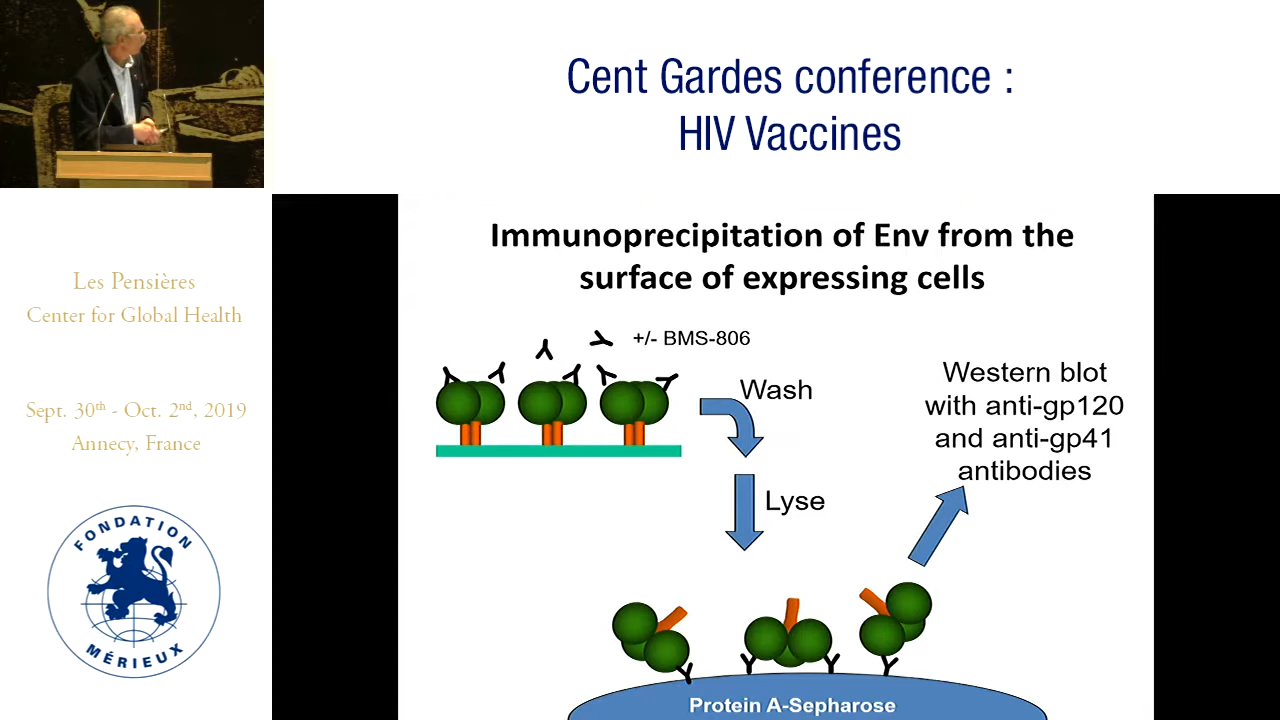 Cent Gardes conference :
HIV Vaccines
Les Pensières
Center for Global Health
Sept. 30th - Oct. 2nd, 2019
Annecy, France
FONDATION
MÉRIEUX
Immunoprecipitation of Env from the
surface of expressing cells
+/- BMS-806
Wash
Lyse
Western blot
with anti-gp120
and anti-gp41
antibodies
Protein A-Sepharose